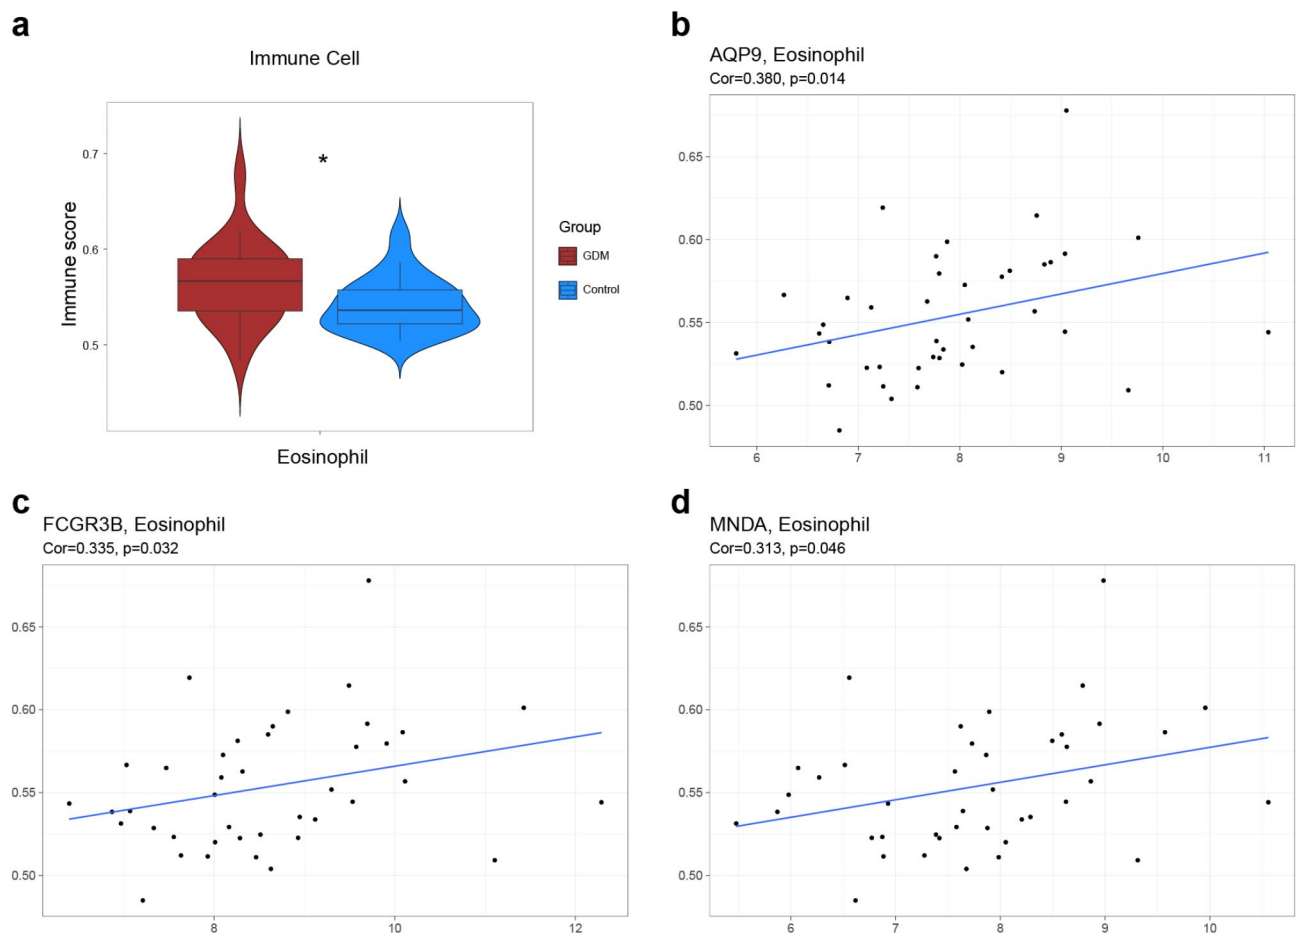 a
Immune Cell
Immune score
0.7
0.6
0.5
*
Eosinophil
Group
GDM
Control
b
AQP9, Eosinophil
Cor=0.380, p=0.014
0.65
0.60
0.55
0.50
6 7 8 9 10 11
c
FCGR3B, Eosinophil
Cor=0.335, p=0.032
0.65
0.60
0.55
0.50
8 10 12
d
MNDA, Eosinophil
Cor=0.313, p=0.046
0.65
0.60
0.55
0.50
6 7 8 9 10